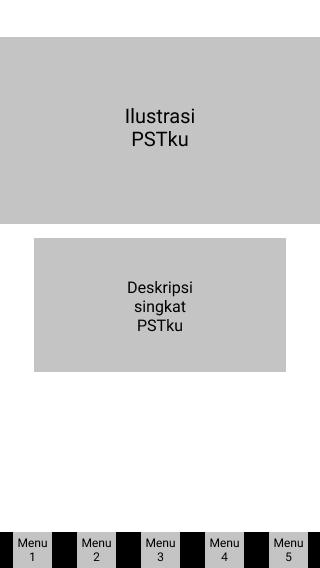 Ilustrasi
PSTku
Deskripsi
singkat
PSTku
Menu
1
Menu
2
Menu
3
Menu
4
Menu
5